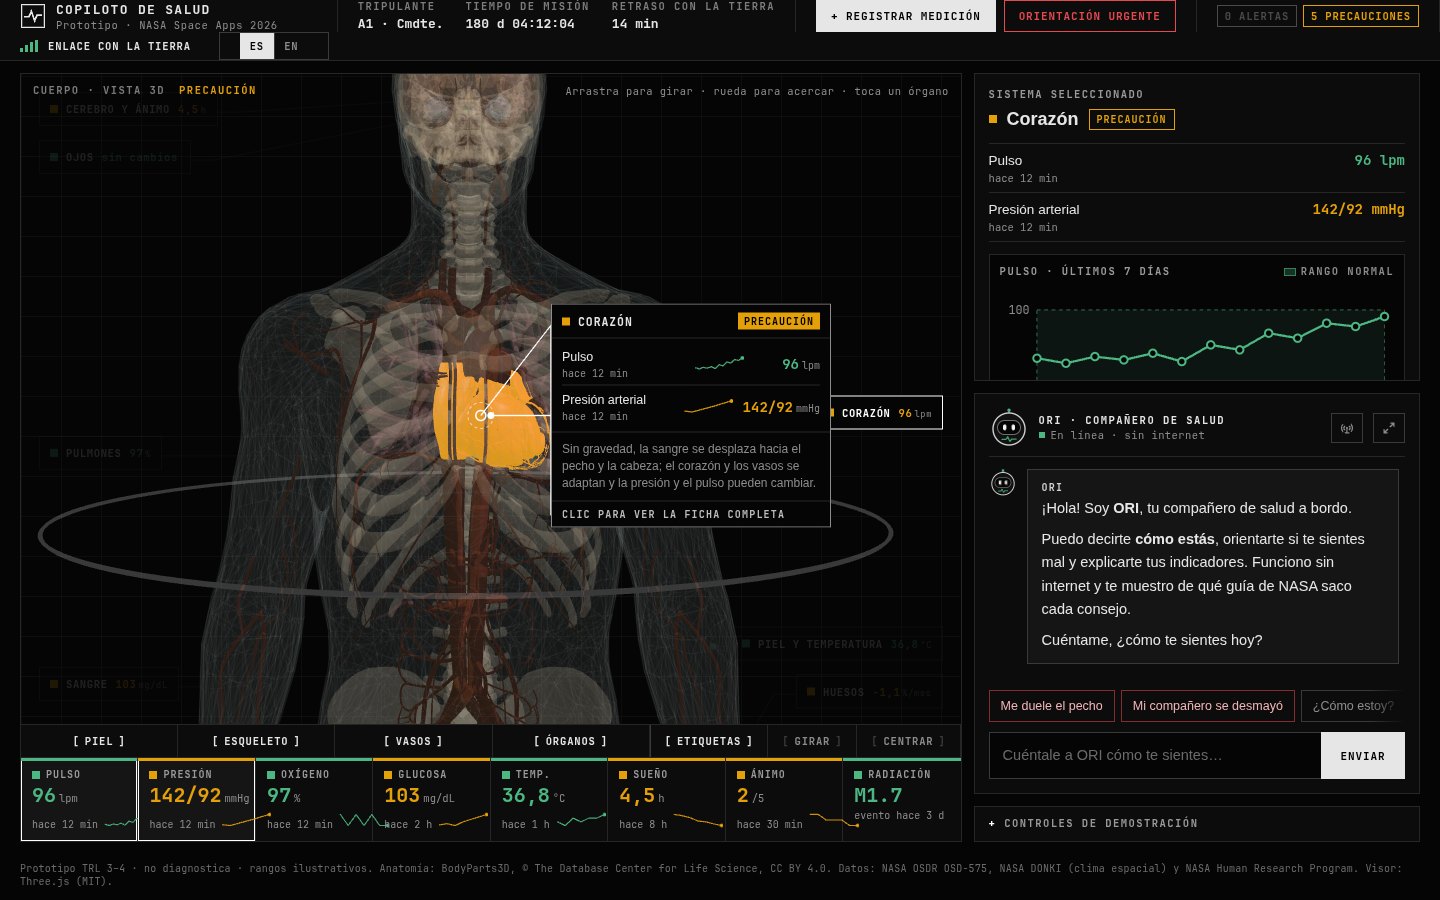 COPILOTO DE SALUD
Prototipo · NASA Space Apps 2026
TRIPULANTE
A1 · Cmdte.
TIEMPO DE MISIÓN
180 d 04:12:04
RETRASO CON LA TIERRA
14 min
+ REGISTRAR MEDICIÓN
ORIENTACIÓN URGENTE
0 ALERTAS
5 PRECAUCIONES
ENLACE CON LA TIERRA
ES
EN
CUERPO · VISTA 3D PRECAUCIÓN
Arrastra para girar · rueda para acercar · toca un órgano
CEREBRO Y ÁNIMO 4,5 h
OJOS sin cambios
CORAZÓN
PRECAUCIÓN
Pulso
hace 12 min
96 lpm
Presión arterial
hace 12 min
142/92 mmHg
Sin gravedad, la sangre se desplaza hacia el
pecho y la cabeza; el corazón y los vasos se
adaptan y la presión y el pulso pueden cambiar.
CLIC PARA VER LA FICHA COMPLETA
CORAZÓN 96 lpm
PULMONES 97 %
PIEL Y TEMPERATURA 36,8 °C
SANGRE 103 mg/dL
HUESOS -1,1 %/mes
[ PIEL ]
[ ESQUELETO ]
[ VASOS ]
[ ÓRGANOS ]
[ ETIQUETAS ]
[ GIRAR ]
[ CENTRAR ]
PULSO
96 lpm
hace 12 min
PRESIÓN
142/92 mmHg
hace 12 min
OXÍGENO
97 %
hace 12 min
GLUCOSA
103 mg/dL
hace 2 h
TEMP.
36,8 °C
hace 1 h
SUEÑO
4,5 h
hace 8 h
ÁNIMO
2 /5
hace 30 min
RADIACIÓN
M1.7
evento hace 3 d
SISTEMA SELECCIONADO
Corazón PRECAUCIÓN
Pulso
96 lpm
hace 12 min
Presión arterial
142/92 mmHg
hace 12 min
PULSO · ÚLTIMOS 7 DÍAS
RANGO NORMAL
100
ORI · COMPAÑERO DE SALUD
En línea · sin internet
ORI
¡Hola! Soy ORI, tu compañero de salud a bordo.
Puedo decirte cómo estás, orientarte si te sientes
mal y explicarte tus indicadores. Funciono sin
internet y te muestro de qué guía de NASA saco
cada consejo.
Cuéntame, ¿cómo te sientes hoy?
Me duele el pecho
Mi compañero se desmayó
¿Cómo estoy?
Cuéntale a ORI cómo te sientes…
ENVIAR
+ CONTROLES DE DEMOSTRACIÓN
Prototipo TRL 3–4 · no diagnostica · rangos ilustrativos. Anatomía: BodyParts3D, © The Database Center for Life Science, CC BY 4.0. Datos: NASA OSDR OSD-575, NASA DONKI (clima espacial) y NASA Human Research Program. Visor:
Three.js (MIT).